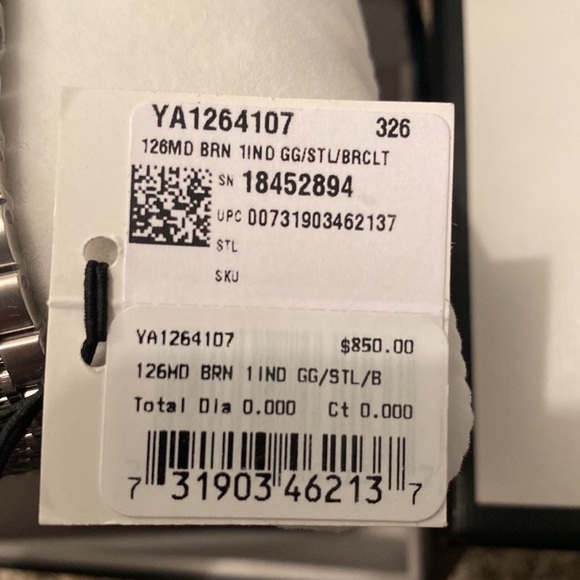 YA1264107 326
126MD BRN 1IND GG/STL/BRCLT
SN 18452894
UPC 00731903462137
STL
SKU
YA1264107 $850.00
126MD BRN 1IND GG/STL/B
Total Dia 0.000 Ct 0.000
7 31903 46213 7